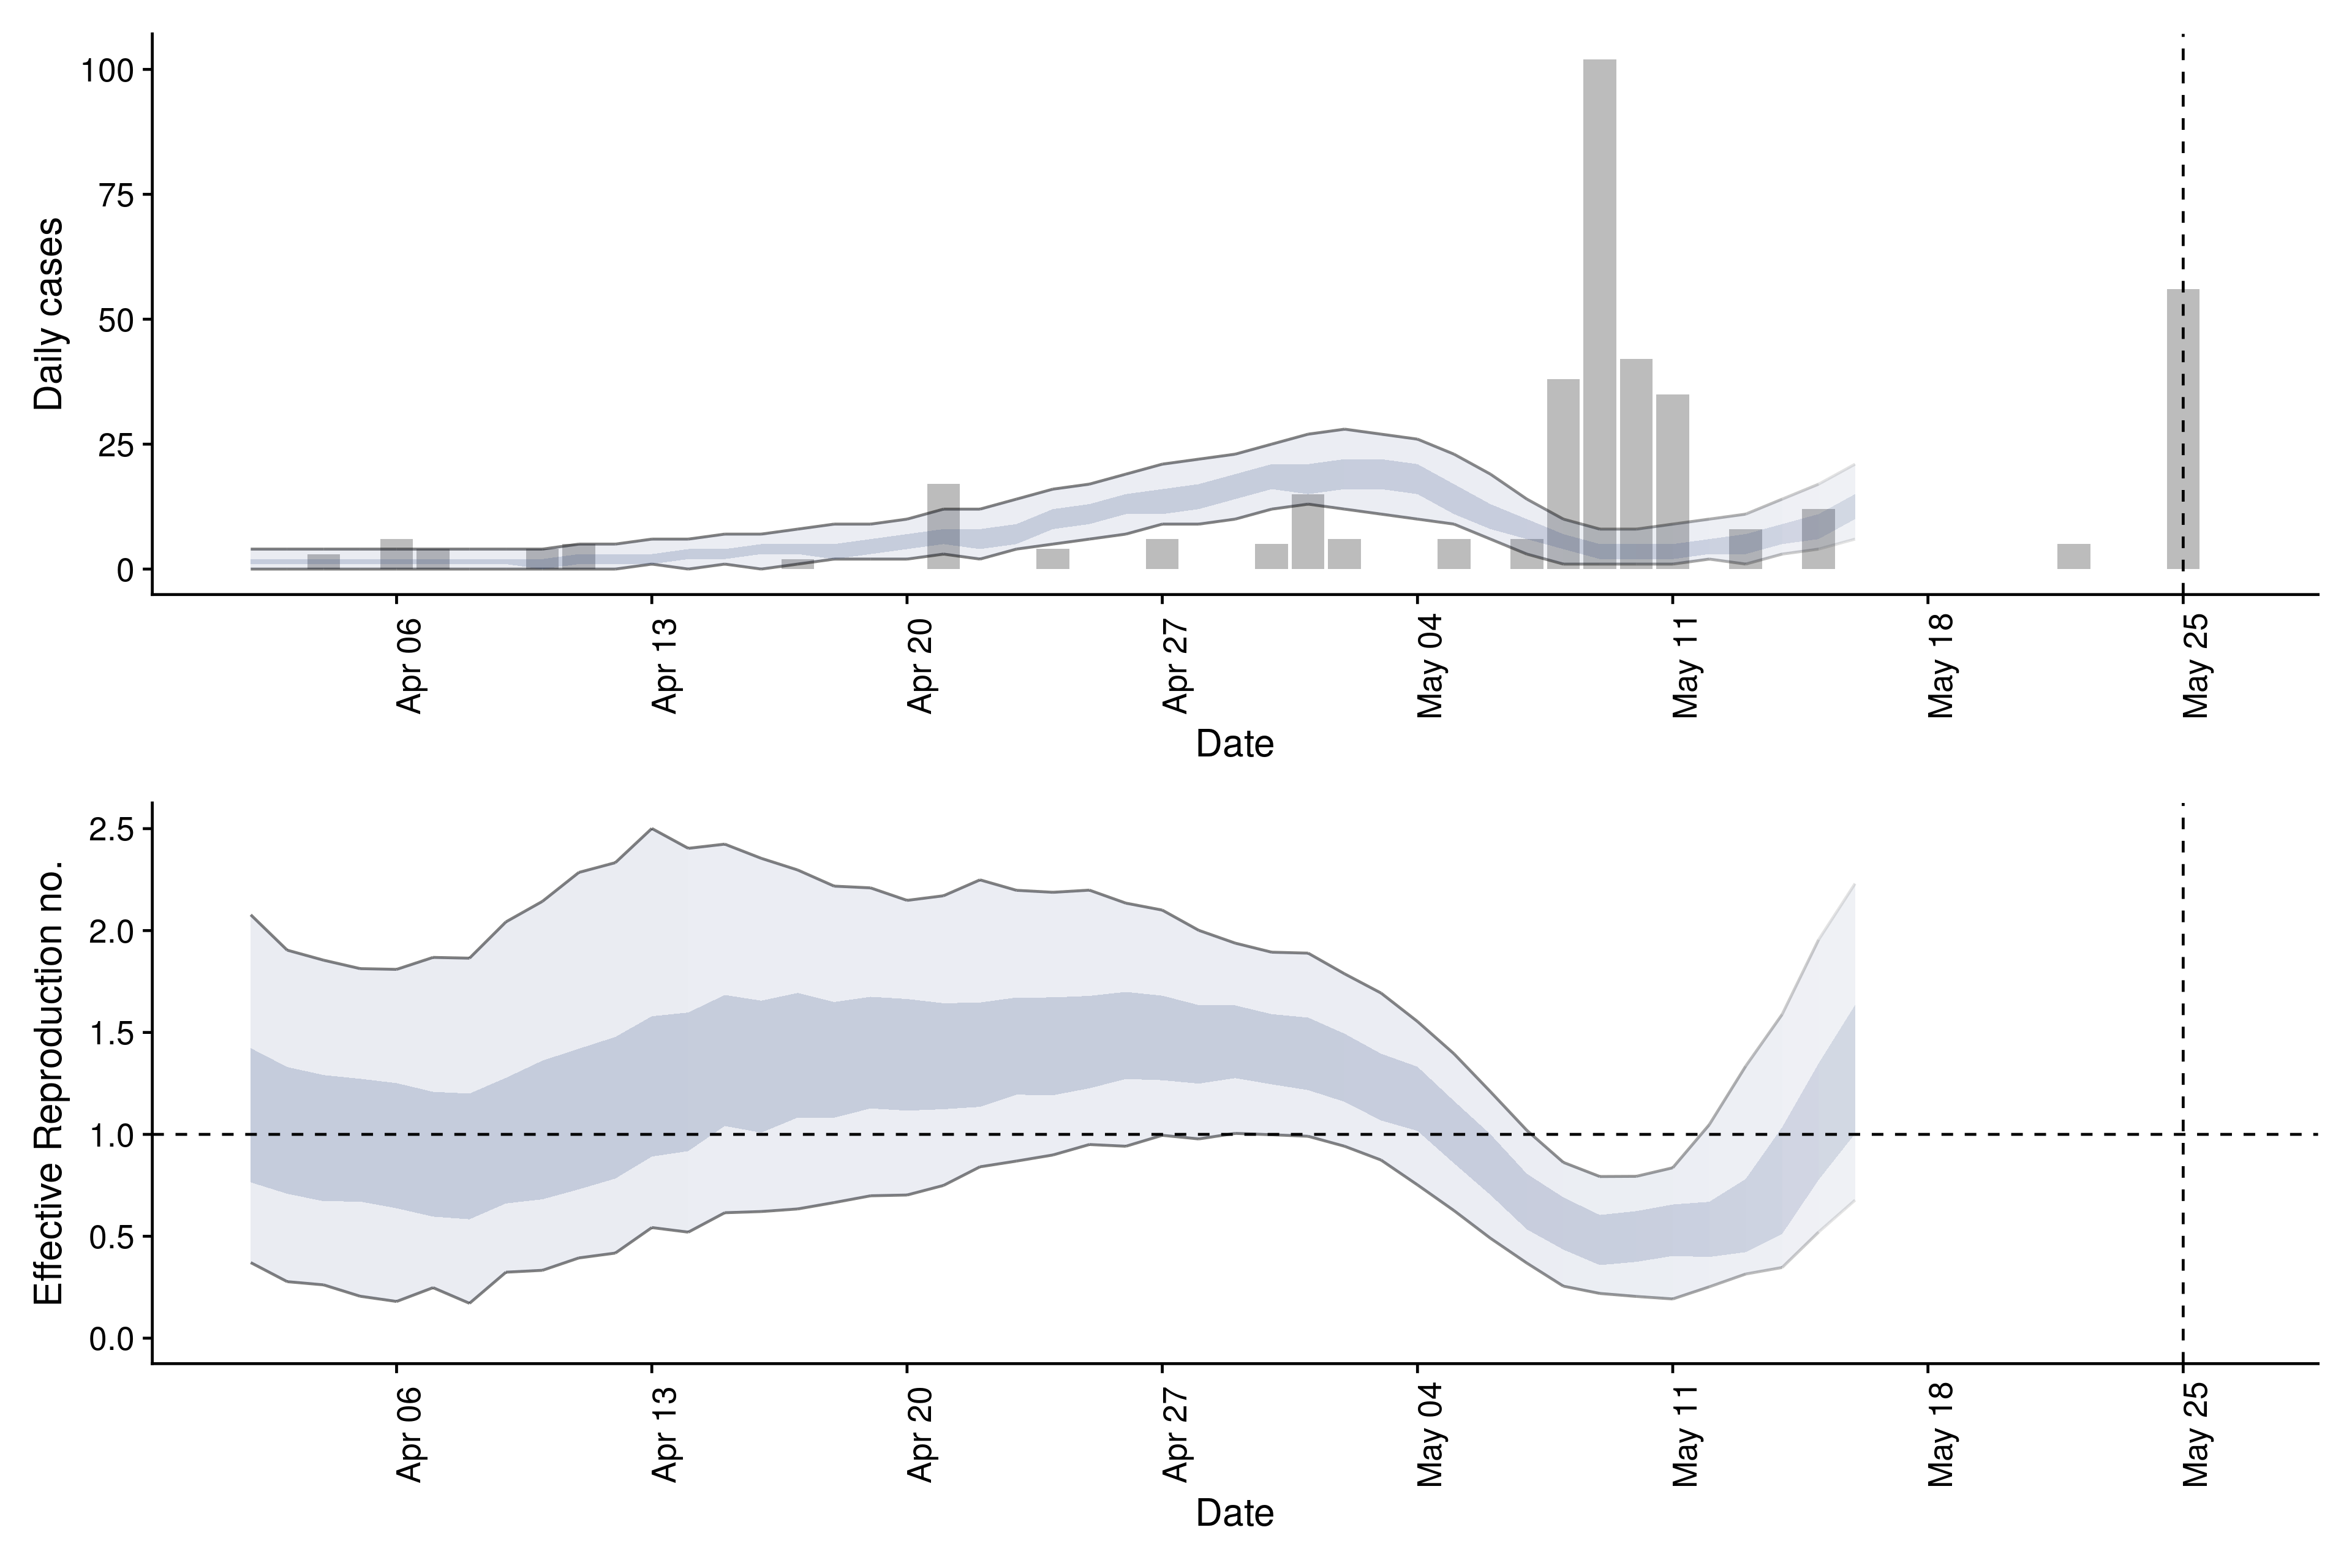 Daily cases
100
75
50
25
0
Apr 06
Apr 13
Apr 20
Apr 27
May 04
May 11
May 18
May 25
Date
Effective Reproduction no.
2.5
2.0
1.5
1.0
0.5
0.0
Apr 06
Apr 13
Apr 20
Apr 27
May 04
May 11
May 18
May 25
Date